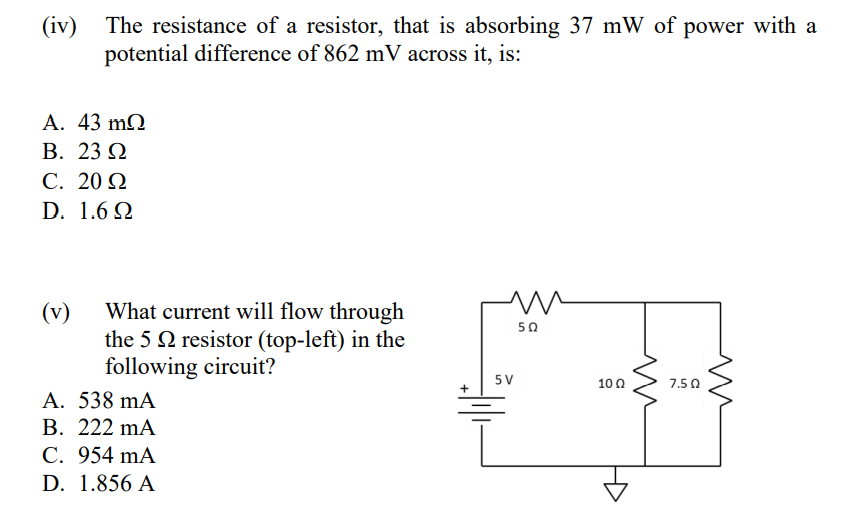 (iv) The resistance of a resistor, that is absorbing 37 mW of power with a
potential difference of 862 mV across it, is:
A. 43 mΩ
B. 23 Ω
C. 20 Ω
D. 1.6 Ω
(v) What current will flow through
the 5 Ω resistor (top-left) in the
following circuit?
A. 538 mA
B. 222 mA
C. 954 mA
D. 1.856 A
5 Ω
5 V
+
10 Ω
7.5 Ω